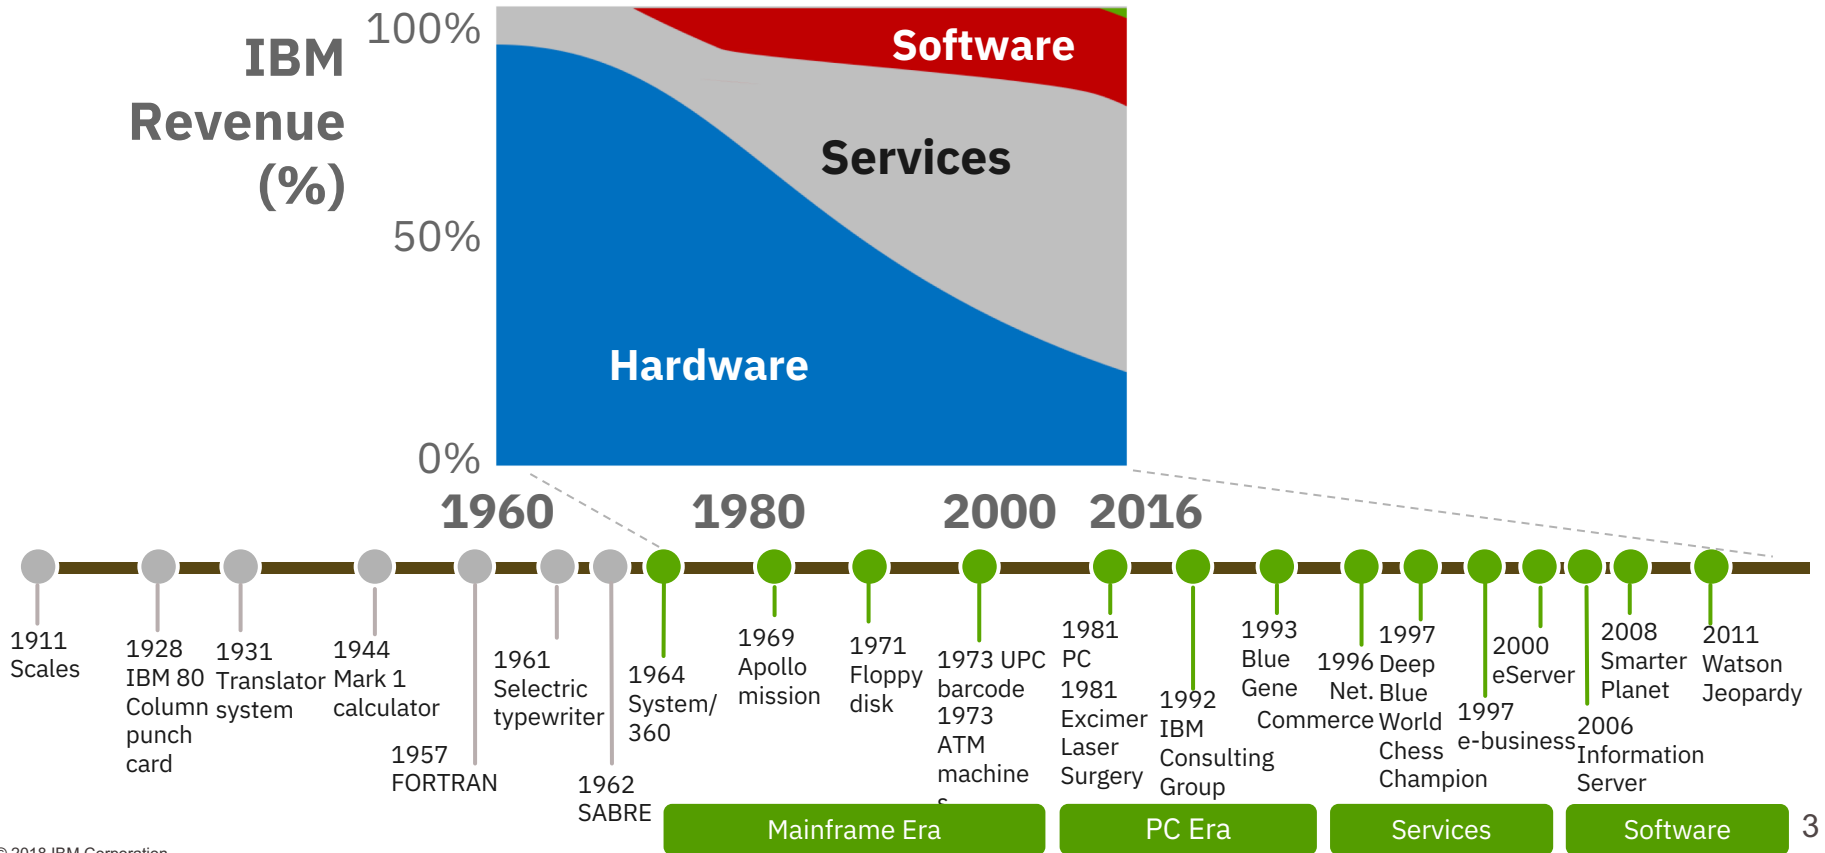 IBM
Revenue
(%)
100%
50%
0%
Software
Services
Hardware
1960
1980
2000
2016
1911
Scales
1928
IBM 80
Column
punch
card
1931
Translator
system
1944
Mark 1
calculator
1957
FORTRAN
1961
Selectric
typewriter
1962
SABRE
1964
System/
360
1969
Apollo
mission
1971
Floppy
disk
1973 UPC
barcode
1973
ATM
machine
s
1981
PC
1981
Excimer
Laser
Surgery
1992
IBM
Consulting
Group
1993
Blue
Gene
1996
Net.
Commerce
1997
Deep
Blue
World
Chess
Champion
1997
e-business
2000
eServer
2006
Information
Server
2008
Smarter
Planet
2011
Watson
Jeopardy
Mainframe Era
PC Era
Services
Software
3
© 2018 IBM Corporation